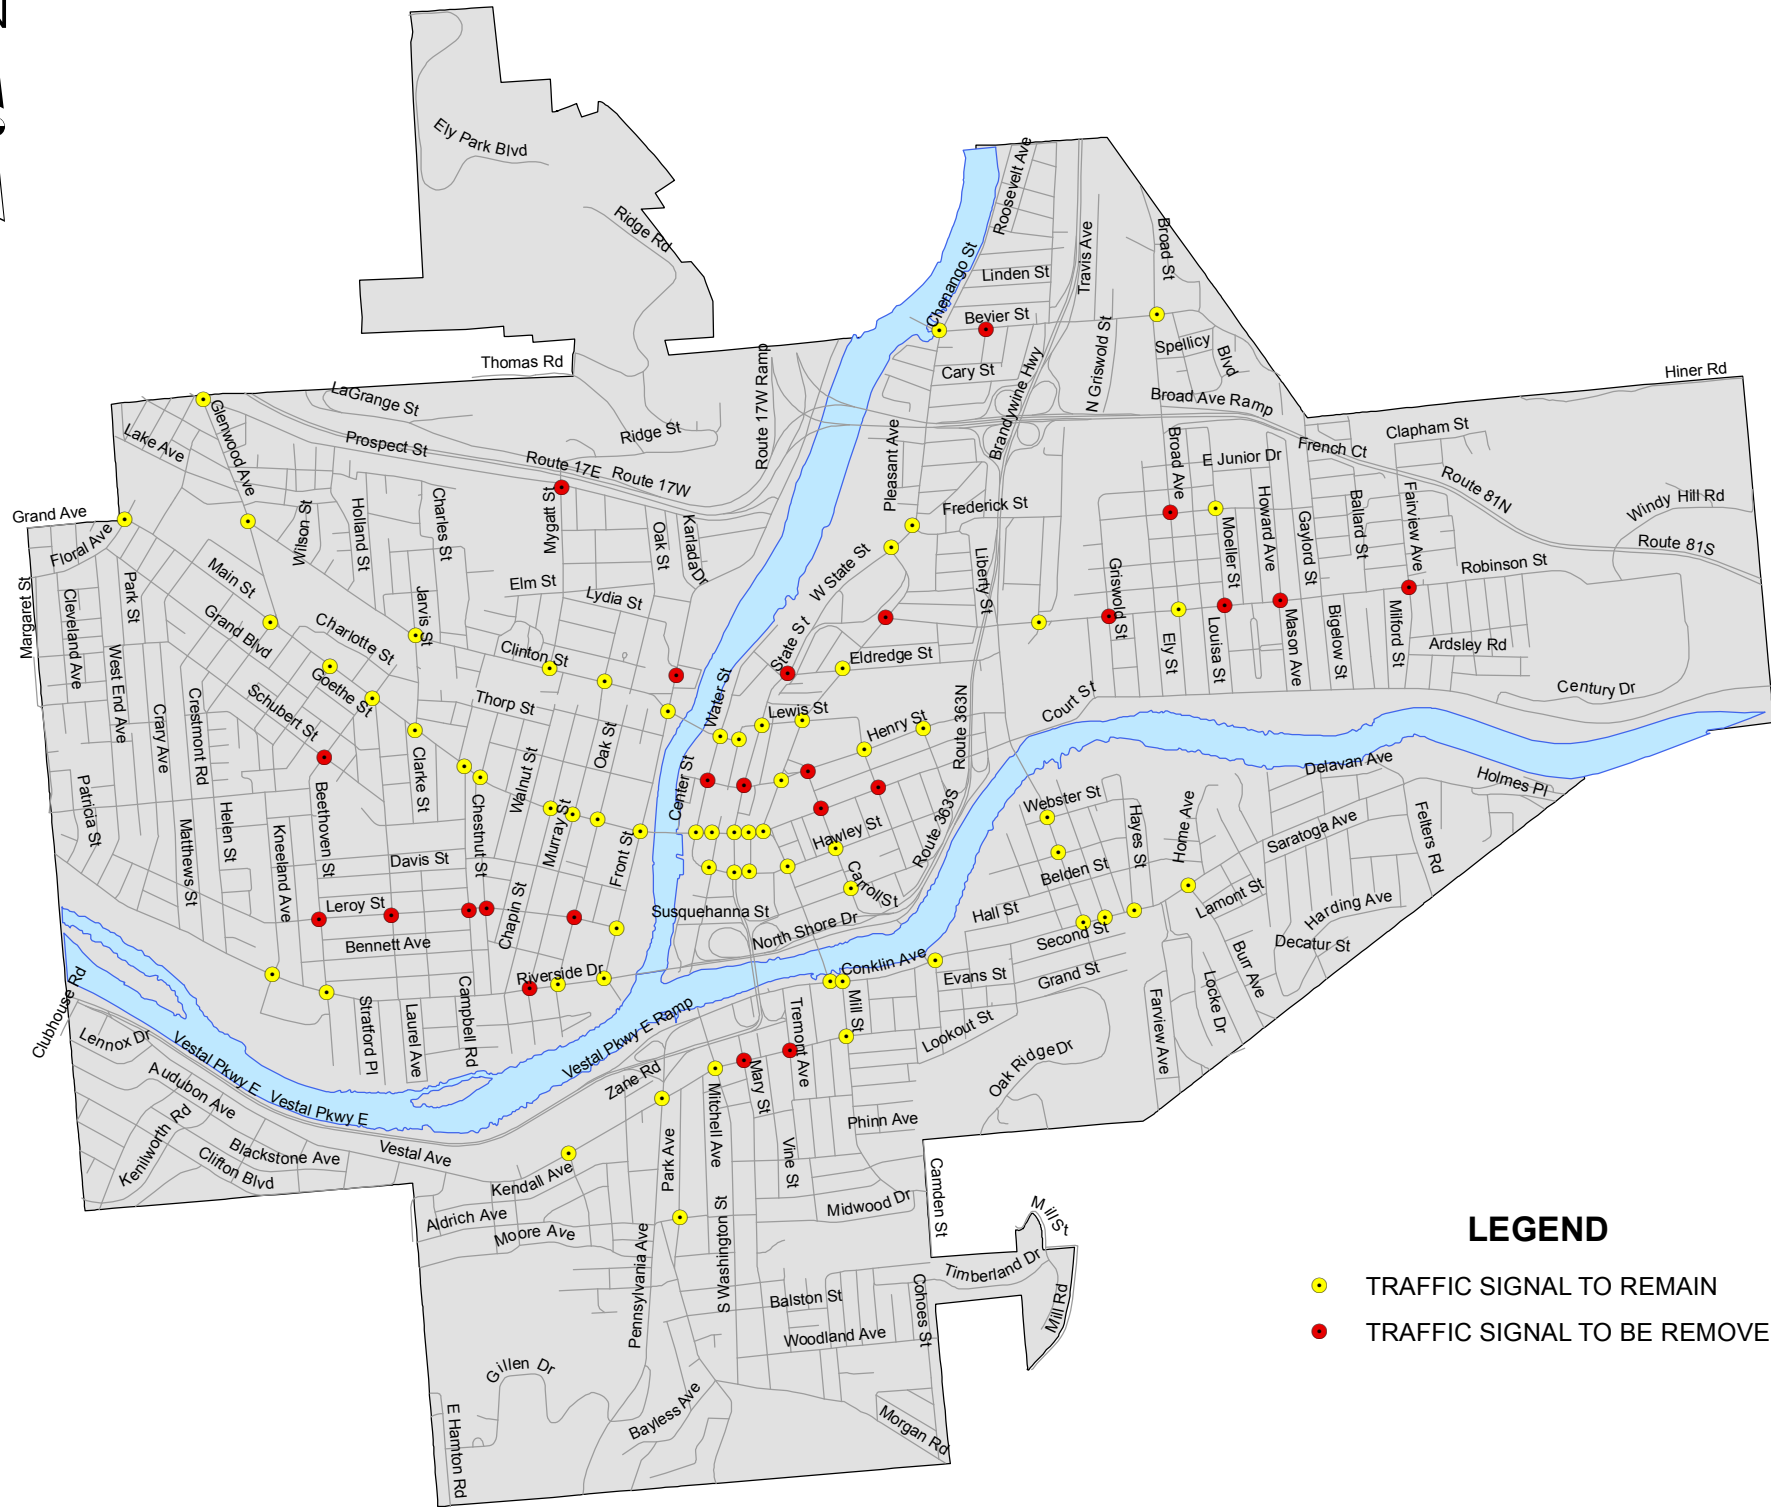 N
Ely Park Blvd
Ridge Rd
Roosevelt Ave
Chenango St
Linden St
Travis Ave
Broad St
Bevier St
Spellicy Blvd
Thomas Rd
Cary St
N Griswold St
Hiner Rd
LaGrange St
Route 17W Ramp
Brandywine Hwy
Broad Ave Ramp
Lake Ave
Glenwood Ave
Prospect St
Ridge St
Pleasant Ave
French Ct
Clapham St
Route 17E
Route 17W
Broad Ave
E Junior Dr
Route 81N
Windy Hill Rd
Grand Ave
Floral Ave
Wilson St
Holland St
Charles St
Mygatt St
Oak St
Karlada Dr
Frederick St
Moeller St
Howard Ave
Gaylord St
Ballard St
Fairview Ave
Route 81S
Margaret St
Cleveland Ave
Park St
Main St
Grand Blvd
Charlotte St
Jarvis St
Elm St
Lydia St
W State St
Liberty St
Griswold St
Robinson St
West End Ave
Crary Ave
Crestmont Rd
Schubert St
Goethe St
Clinton St
State St
Eldredge St
Ely St
Louisa St
Mason Ave
Bigelow St
Milford St
Ardsley Rd
Thorp St
Water St
Lewis St
Henry St
Route 363N
Court St
Century Dr
Patricia St
Matthews St
Helen St
Kneeland Ave
Beethoven St
Clarke St
Chestnut St
Walnut St
Oak St
Murray St
Center St
Front St
Hawley St
Route 363S
Webster St
Hayes St
Home Ave
Delavan Ave
Holmes Pl
Saratoga Ave
Felters Rd
Davis St
Leroy St
Bennett Ave
Chapin St
Susquehanna St
Carroll St
North Shore Dr
Belden St
Hall St
Second St
Lamont St
Harding Ave
Decatur St
Clubhouse Rd
Riverside Dr
Conklin Ave
Evans St
Grand St
Burr Ave
Locke Dr
Farview Ave
Lennox Dr
Vestal Pkwy E
Stratford Pl
Laurel Ave
Campbell Rd
Vestal Pkwy E Ramp
Zane Rd
Tremont Ave
Mill St
Lookout St
Oak Ridge Dr
Audubon Ave
Vestal Pkwy E
Kenilworth Rd
Blackstone Ave
Clifton Blvd
Vestal Ave
Kendall Ave
Park Ave
Mitchell Ave
Mary St
Vine St
Phinn Ave
Camden St
Aldrich Ave
Moore Ave
Midwood Dr
Mill St
Pennsylvania Ave
S Washington St
Timberland Dr
Mill Rd
Balston St
Cohoes St
Woodland Ave
Gillen Dr
Bayless Ave
Morgan Rd
E Hamton Rd
LEGEND
TRAFFIC SIGNAL TO REMAIN
TRAFFIC SIGNAL TO BE REMOVE